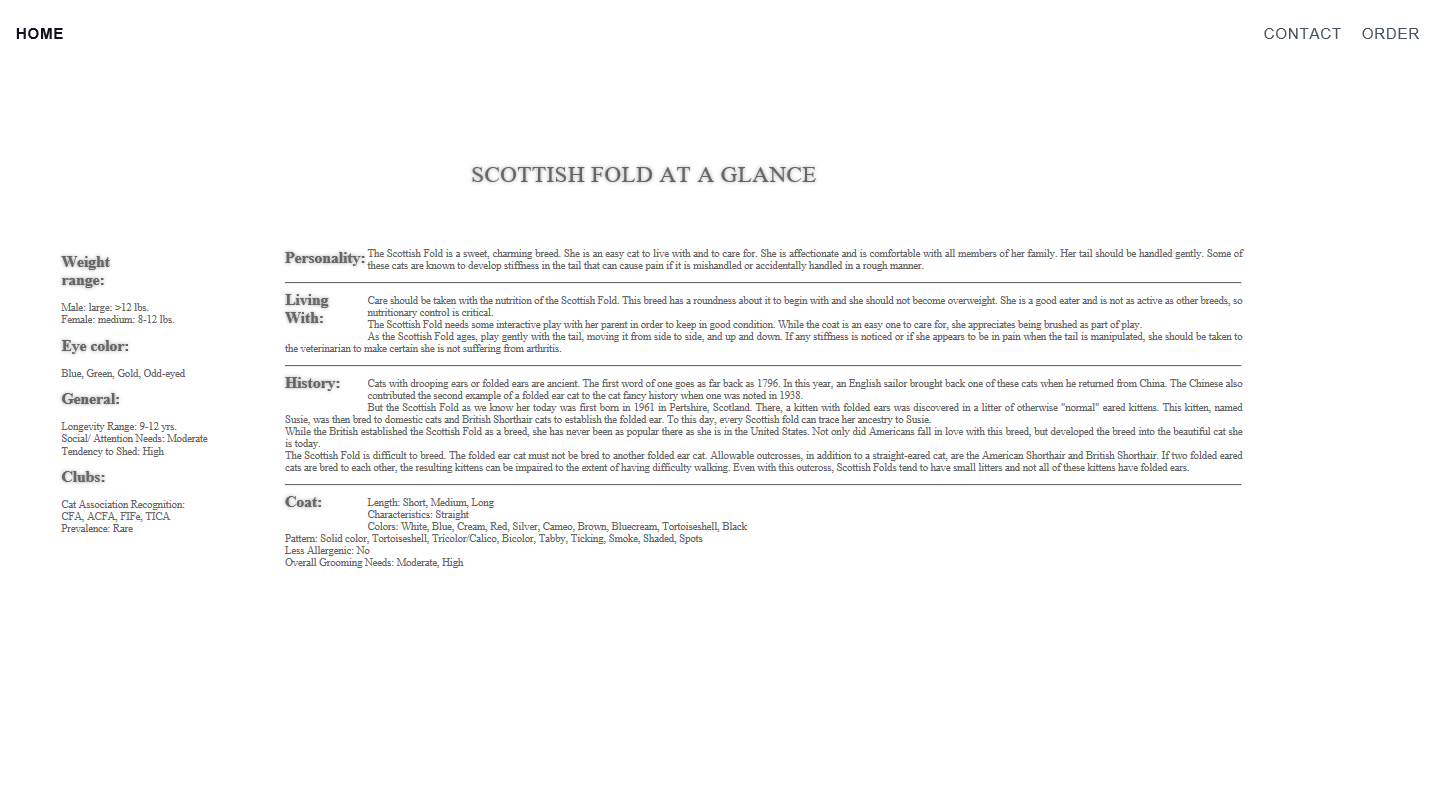 HOME
CONTACT ORDER
SCOTTISH FOLD AT A GLANCE
Weight
range:
Male: large: >12 lbs.
Female: medium: 8-12 lbs.
Eye color:
Blue, Green, Gold, Odd-eyed
General:
Longevity Range: 9-12 yrs.
Social/ Attention Needs: Moderate
Tendency to Shed: High
Clubs:
Cat Association Recognition:
CFA, ACFA, FIFe, TICA
Prevalence: Rare
Personality: The Scottish Fold is a sweet, charming breed. She is an easy cat to live with and to care for. She is affectionate and is comfortable with all members of her family. Her tail should be handled gently. Some of
these cats are known to develop stiffness in the tail that can cause pain if it is mishandled or accidentally handled in a rough manner.
Living
With:
Care should be taken with the nutrition of the Scottish Fold. This breed has a roundness about it to begin with and she should not become overweight. She is a good eater and is not as active as other breeds, so
nutritionary control is critical.
The Scottish Fold needs some interactive play with her parent in order to keep in good condition. While the coat is an easy one to care for, she appreciates being brushed as part of play.
As the Scottish Fold ages, play gently with the tail, moving it from side to side, and up and down. If any stiffness is noticed or if she appears to be in pain when the tail is manipulated, she should be taken to
the veterinarian to make certain she is not suffering from arthritis.
History: Cats with drooping ears or folded ears are ancient. The first word of one goes as far back as 1796. In this year, an English sailor brought back one of these cats when he returned from China. The Chinese also
contributed the second example of a folded ear cat to the cat fancy history when one was noted in 1938.
But the Scottish Fold as we know her today was first born in 1961 in Pertshire, Scotland. There, a kitten with folded ears was discovered in a litter of otherwise "normal" eared kittens. This kitten, named
Susie, was then bred to domestic cats and British Shorthair cats to establish the folded ear. To this day, every Scottish fold can trace her ancestry to Susie.
While the British established the Scottish Fold as a breed, she has never been as popular there as she is in the United States. Not only did Americans fall in love with this breed, but developed the breed into the beautiful cat she
is today.
The Scottish Fold is difficult to breed. The folded ear cat must not be bred to another folded ear cat. Allowable outcrosses, in addition to a straight-eared cat, are the American Shorthair and British Shorthair. If two folded eared
cats are bred to each other, the resulting kittens can be impaired to the extent of having difficulty walking. Even with this outcross, Scottish Folds tend to have small litters and not all of these kittens have folded ears.
Coat: Length: Short, Medium, Long
Characteristics: Straight
Colors: White, Blue, Cream, Red, Silver, Cameo, Brown, Bluecream, Tortoiseshell, Black
Pattern: Solid color, Tortoiseshell, Tricolor/Calico, Bicolor, Tabby, Ticking, Smoke, Shaded, Spots
Less Allergenic: No
Overall Grooming Needs: Moderate, High